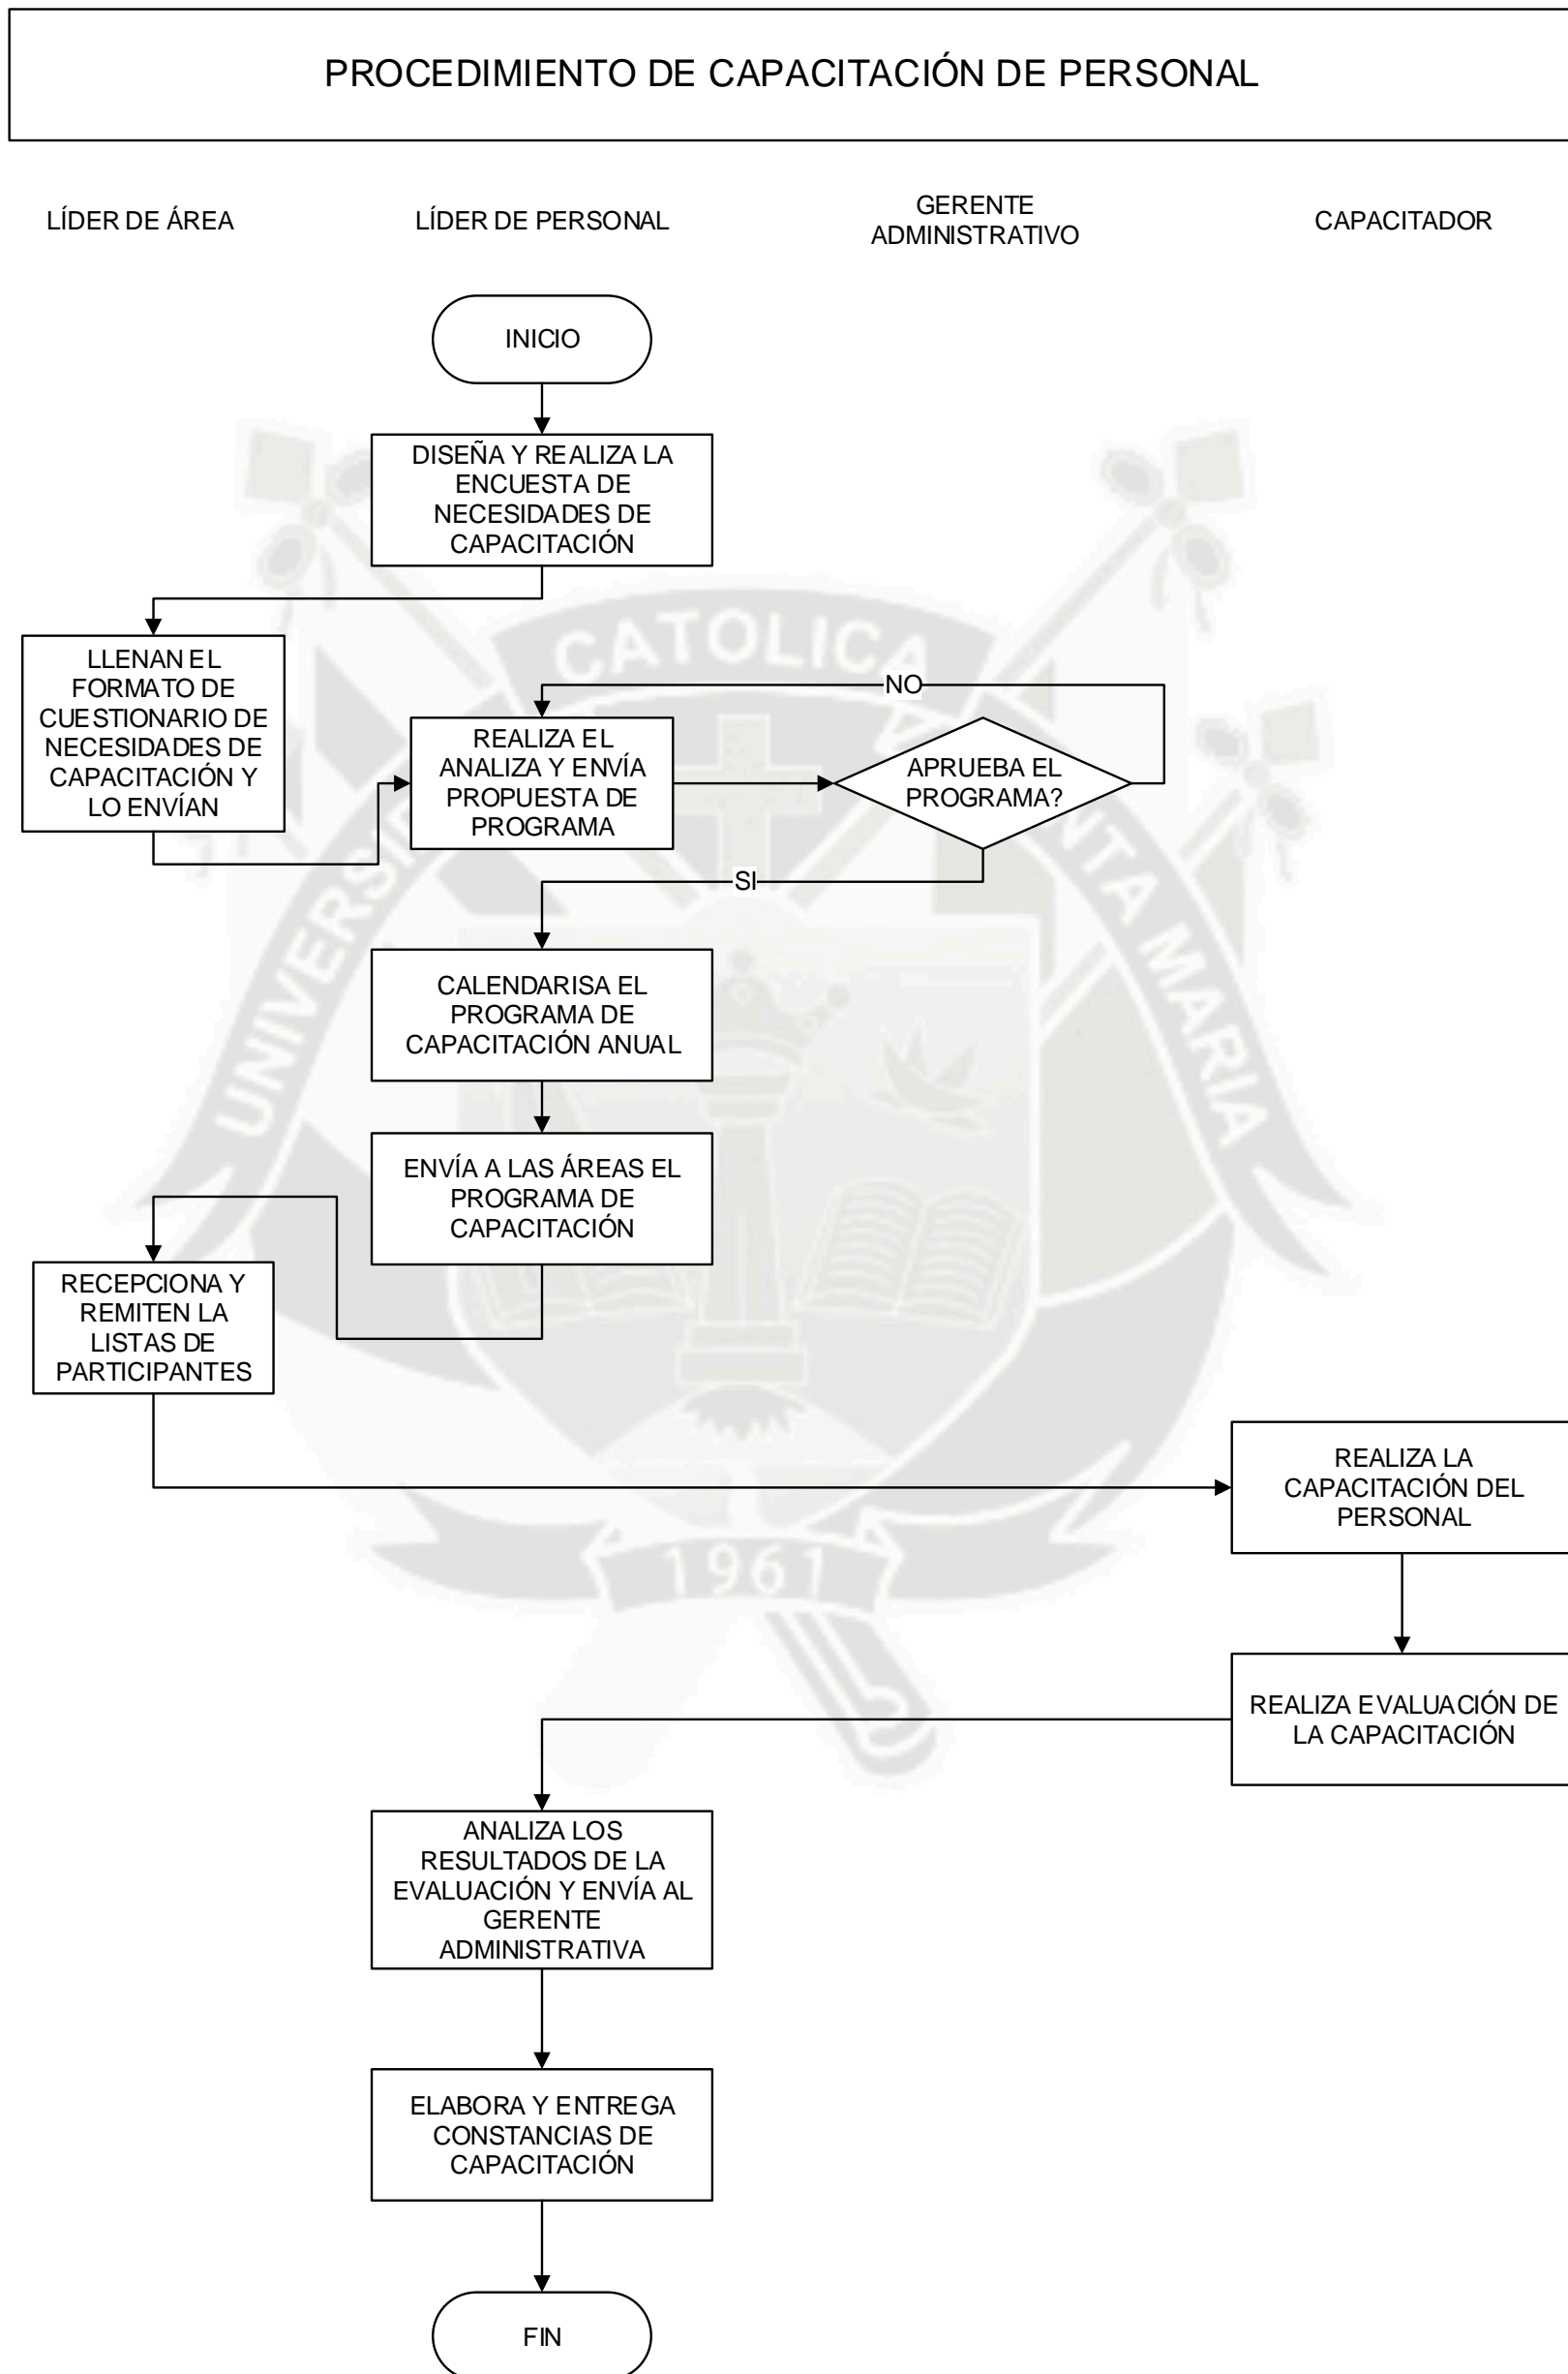 PROCEDIMIENTO DE CAPACITACIÓN DE PERSONAL
LÍDER DE ÁREA
LÍDER DE PERSONAL
GERENTE
ADMINISTRATIVO
CAPACITADOR
INICIO
DISEÑA Y REALIZA LA
ENCUESTA DE
NECESIDADES DE
CAPACITACIÓN
LLENAN EL
FORMATO DE
CUESTIONARIO DE
NECESIDADES DE
CAPACITACIÓN Y
LO ENVÍAN
REALIZA EL
ANALIZA Y ENVÍA
PROPUESTA DE
PROGRAMA
NO
APRUEBA EL
PROGRAMA?
SI
CALENDARISA EL
PROGRAMA DE
CAPACITACIÓN ANUAL
ENVÍA A LAS ÁREAS EL
PROGRAMA DE
CAPACITACIÓN
RECEPCIONA Y
REMITEN LA
LISTAS DE
PARTICIPANTES
REALIZA LA
CAPACITACIÓN DEL
PERSONAL
REALIZA EVALUACIÓN DE
LA CAPACITACIÓN
ANALIZA LOS
RESULTADOS DE LA
EVALUACIÓN Y ENVÍA AL
GERENTE
ADMINISTRATIVA
ELABORA Y ENTREGA
CONSTANCIAS DE
CAPACITACIÓN
FIN
CATOLICA
1961